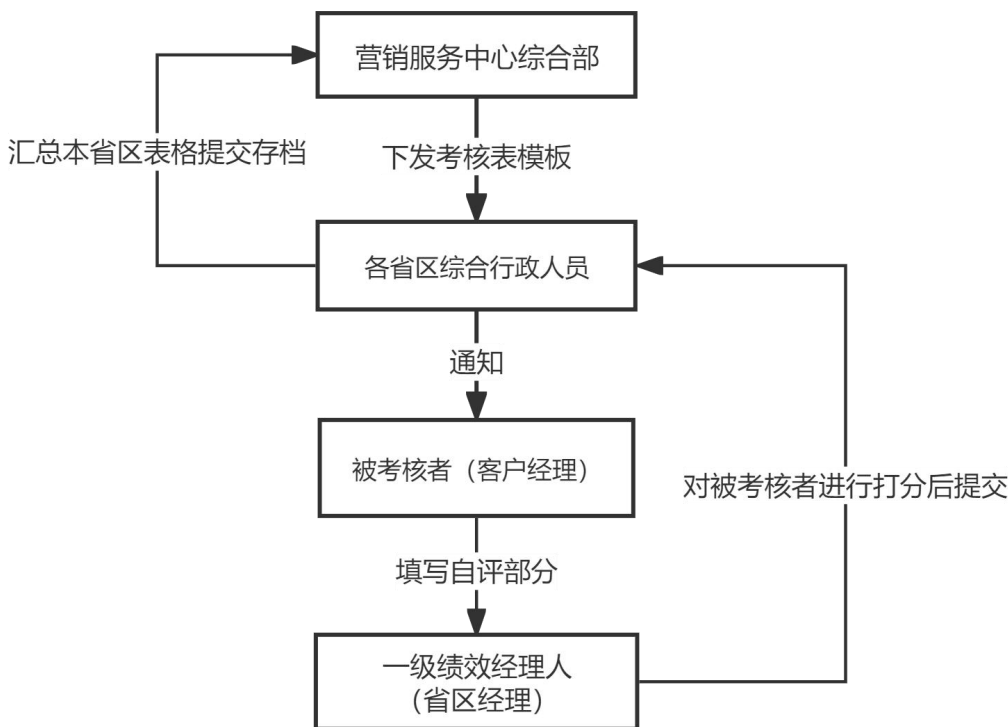 营销服务中心综合部
汇总本省区表格提交存档
下发考核表模板
各省区综合行政人员
通知
被考核者（客户经理）
对被考核者进行打分后提交
填写自评部分
一级绩效经理人
（省区经理）